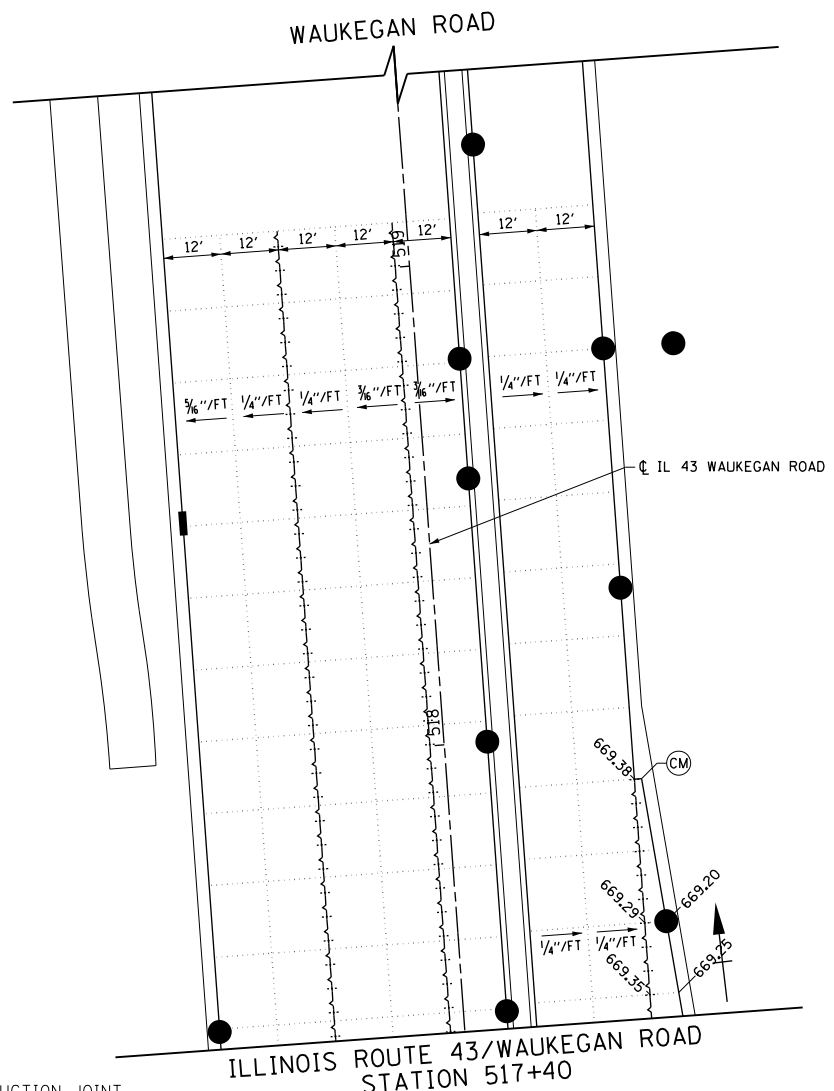 WAUKEGAN ROAD
519
12' 12' 12' 12' 12' 12' 12'
5/16"/FT 1/4"/FT 1/4"/FT 3/16"/FT 3/16"/FT 1/4"/FT 1/4"/FT
℄ IL 43 WAUKEGAN ROAD
518
669.38
CM
669.29
669.20
1/4"/FT 1/4"/FT
669.35
669.25
ILLINOIS ROUTE 43/WAUKEGAN ROAD
STATION 517+40